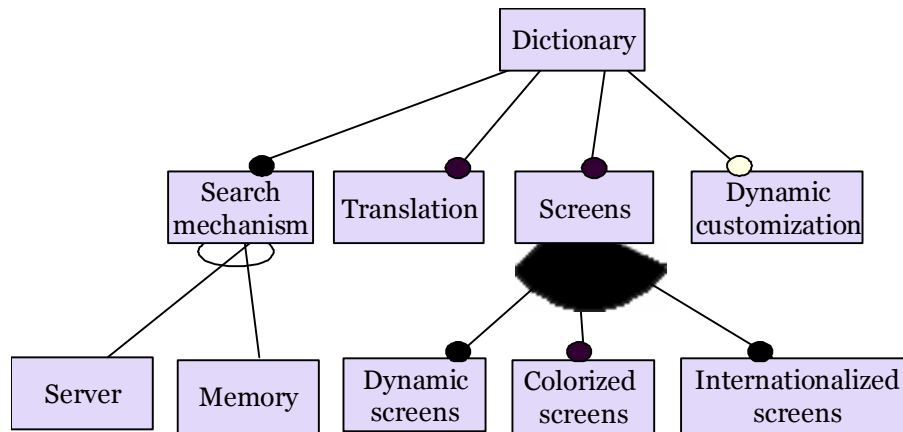 Dictionary
Search
mechanism
Translation
Screens
Dynamic
customization
Server
Memory
Dynamic
screens
Colorized
screens
Internationalized
screens